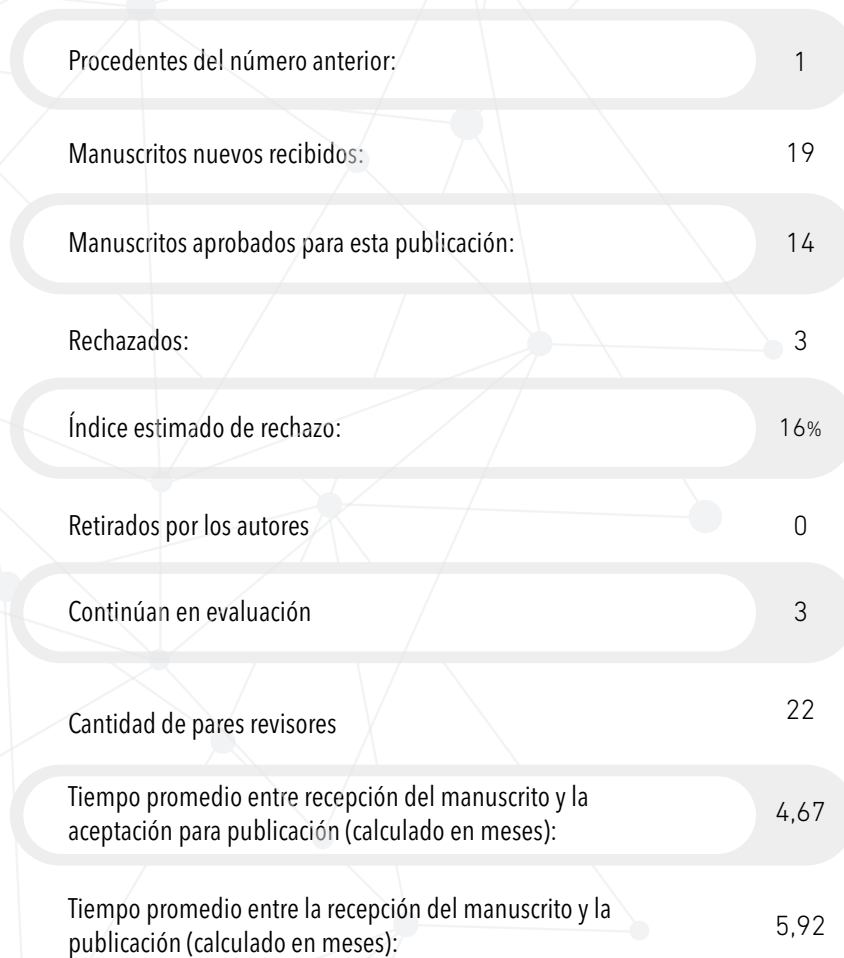 Procedentes del número anterior: 1
Manuscritos nuevos recibidos: 19
Manuscritos aprobados para esta publicación: 14
Rechazados: 3
Índice estimado de rechazo: 16%
Retirados por los autores 0
Continúan en evaluación 3
Cantidad de pares revisores 22
Tiempo promedio entre recepción del manuscrito y la
aceptación para publicación (calculado en meses): 4,67
Tiempo promedio entre la recepción del manuscrito y la
publicación (calculado en meses): 5,92